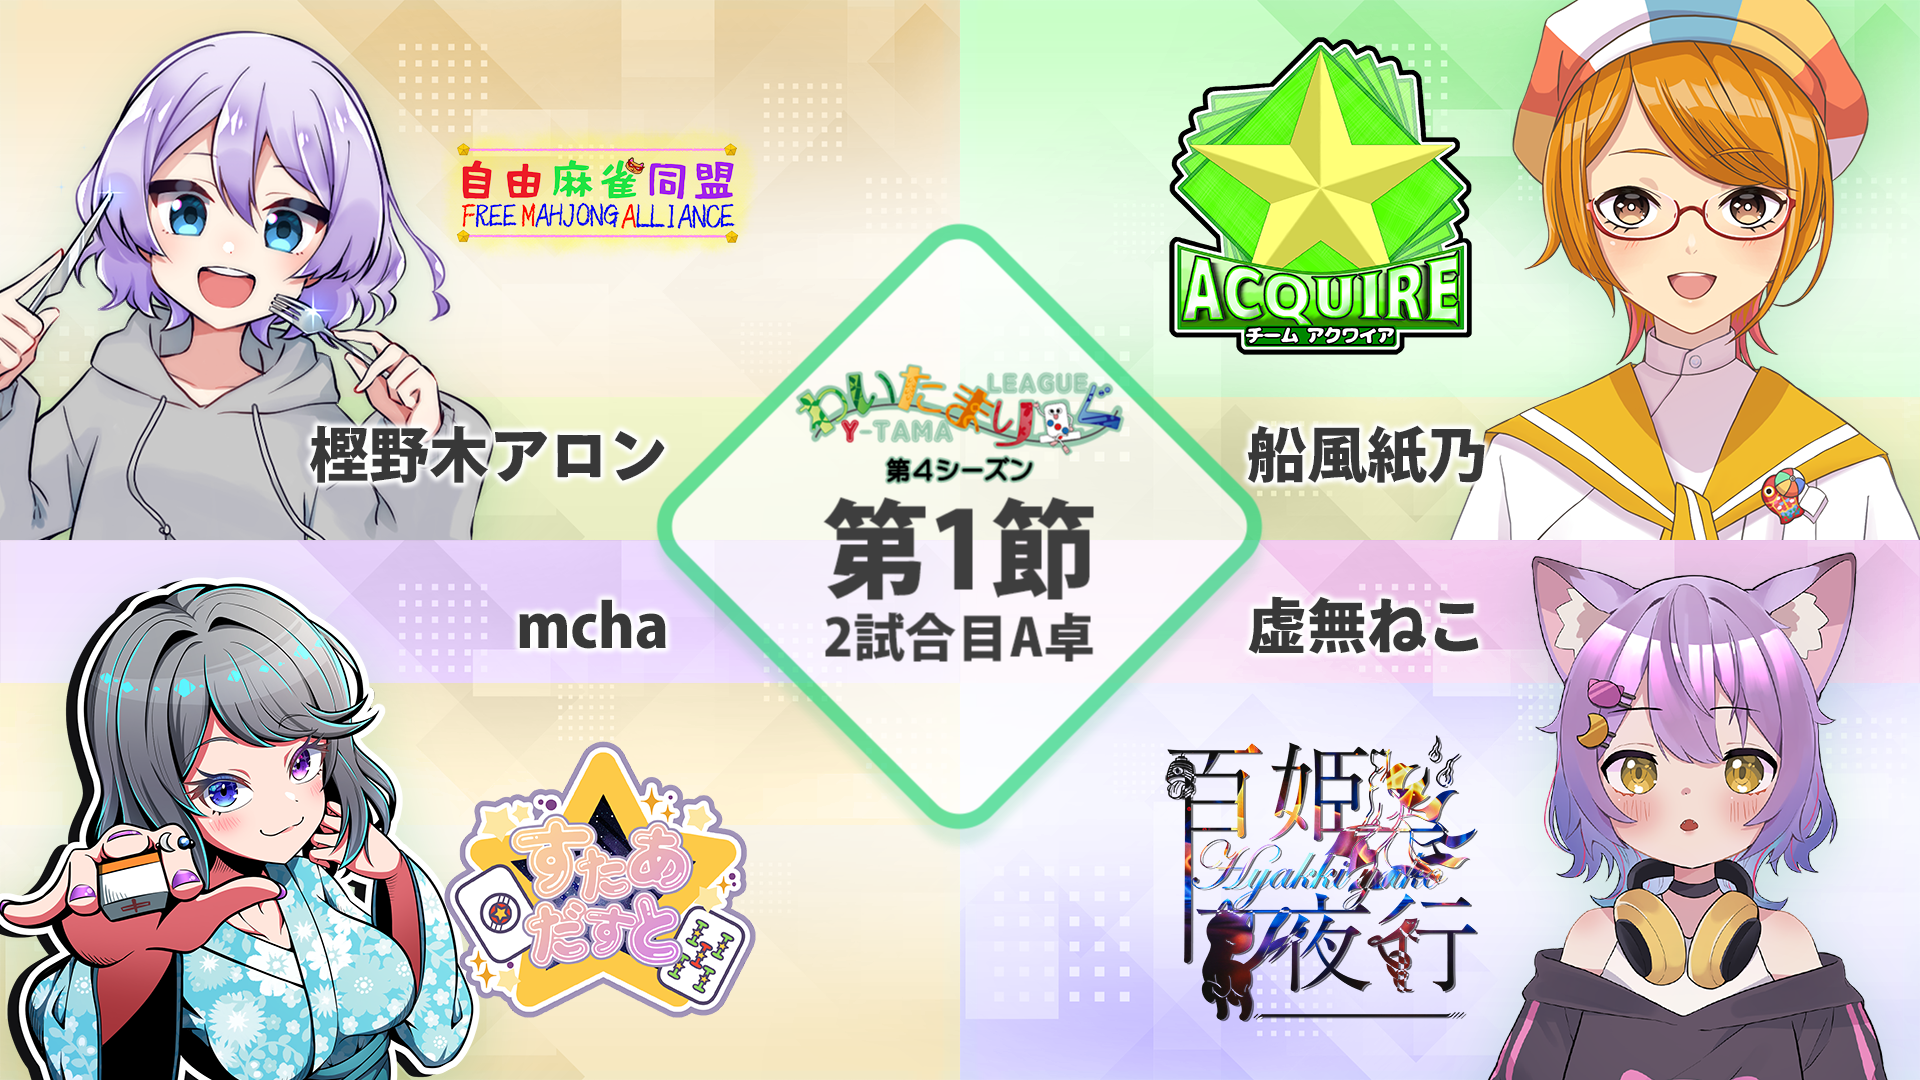 自由麻雀同盟
FREE MAHJONG ALLIANCE
樫野木アロン
ACQUIRE
チーム アクワイア
船風紙乃
わいたまりーぐ
LEAGUE
Y-TAMA
第4シーズン
第1節
2試合目A卓
mcha
すたあ
だすと
虚無ねこ
百姫
Hyakki yako
夜行